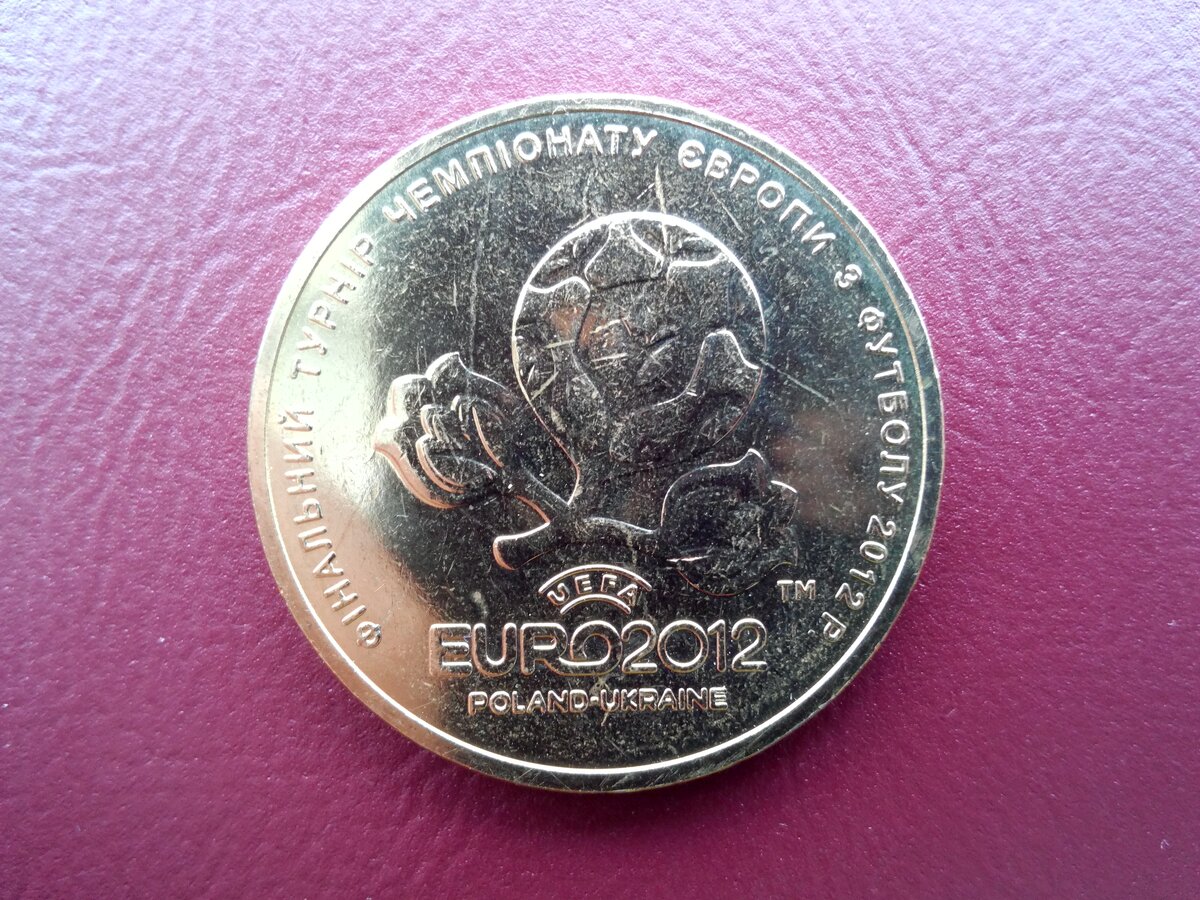 ФІНАЛЬНИЙ ТУРНІР ЧЕМПІОНАТУ ЄВРОПИ З ФУТБОЛУ 2012 Р.
TM
UEFA
EURO2012
POLAND-UKRAINE